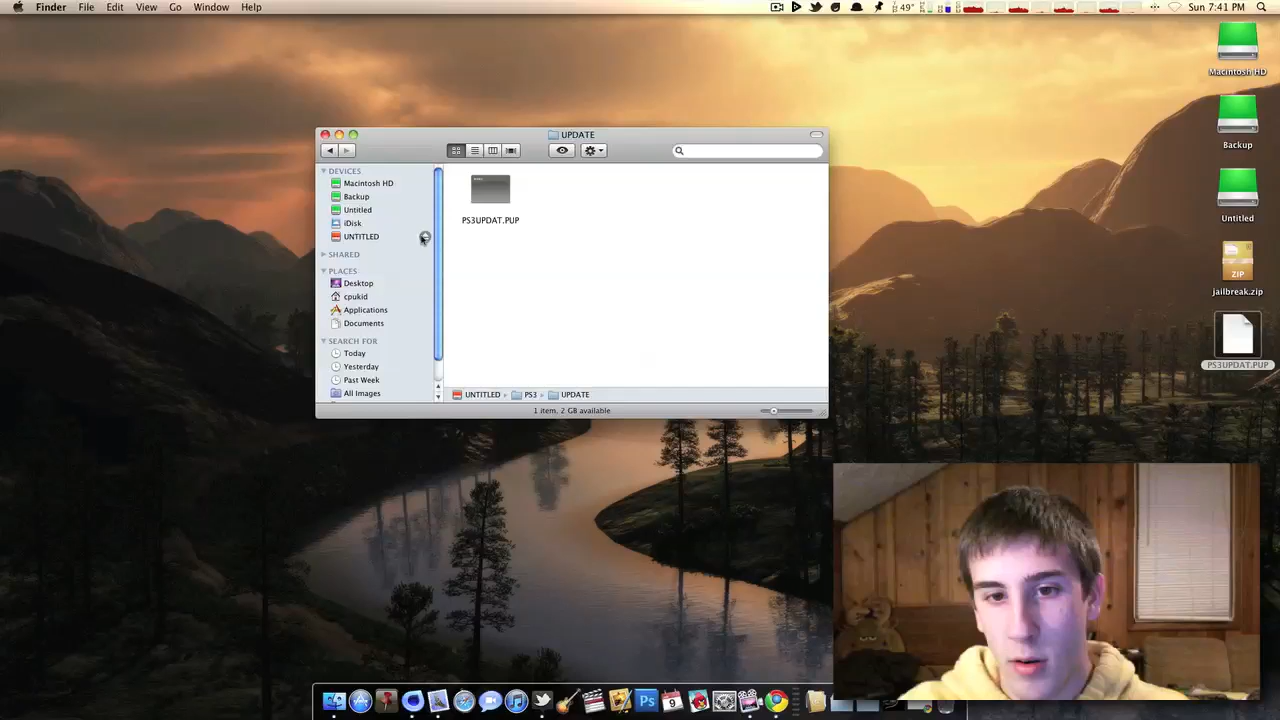 Finder File Edit View Go Window Help
49° Sun 7:41 PM
UPDATE
DEVICES
Macintosh HD
Backup
Untitled
iDisk
UNTITLED
SHARED
PLACES
Desktop
cpukid
Applications
Documents
SEARCH FOR
Today
Yesterday
Past Week
All Images
PS3UPDAT.PUP
UNTITLED PS3 UPDATE
1 item, 2 GB available
Macintosh HD
Backup
Untitled
ZIP
jailbreak.zip
PS3UPDAT.PUP
Ps
9